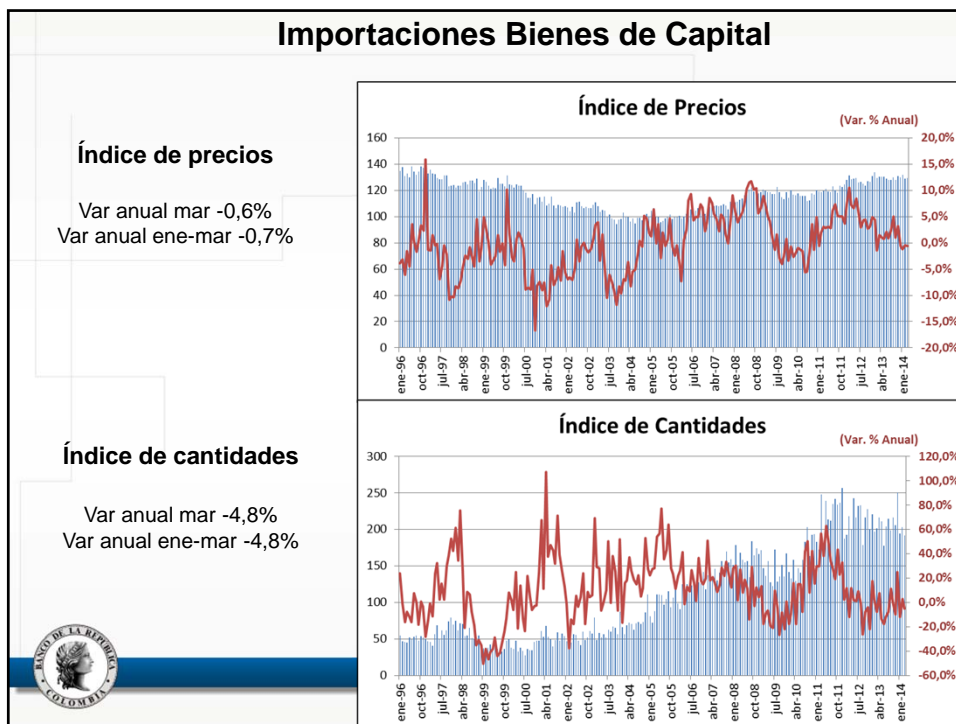 Importaciones Bienes de Capital
Índice de precios
Var anual mar -0,6%
Var anual ene-mar -0,7%
Índice de Precios
(Var. % Anual)
160
140
120
100
80
60
40
20
0
20,0%
15,0%
10,0%
5,0%
0,0%
-5,0%
-10,0%
-15,0%
-20,0%
ene-96 oct-96 jul-97 abr-98 ene-99 oct-99 jul-00 abr-01 ene-02 oct-02 jul-03 abr-04 ene-05 oct-05 jul-06 abr-07 ene-08 oct-08 jul-09 abr-10 ene-11 oct-11 jul-12 abr-13 ene-14
Índice de cantidades
Var anual mar -4,8%
Var anual ene-mar -4,8%
Índice de Cantidades
(Var. % Anual)
300
250
200
150
100
50
0
120,0%
100,0%
80,0%
60,0%
40,0%
20,0%
0,0%
-20,0%
-40,0%
-60,0%
ene-96 oct-96 jul-97 abr-98 ene-99 oct-99 jul-00 abr-01 ene-02 oct-02 jul-03 abr-04 ene-05 oct-05 jul-06 abr-07 ene-08 oct-08 jul-09 abr-10 ene-11 oct-11 jul-12 abr-13 ene-14
BANCO DE LA REPUBLICA
COLOMBIA